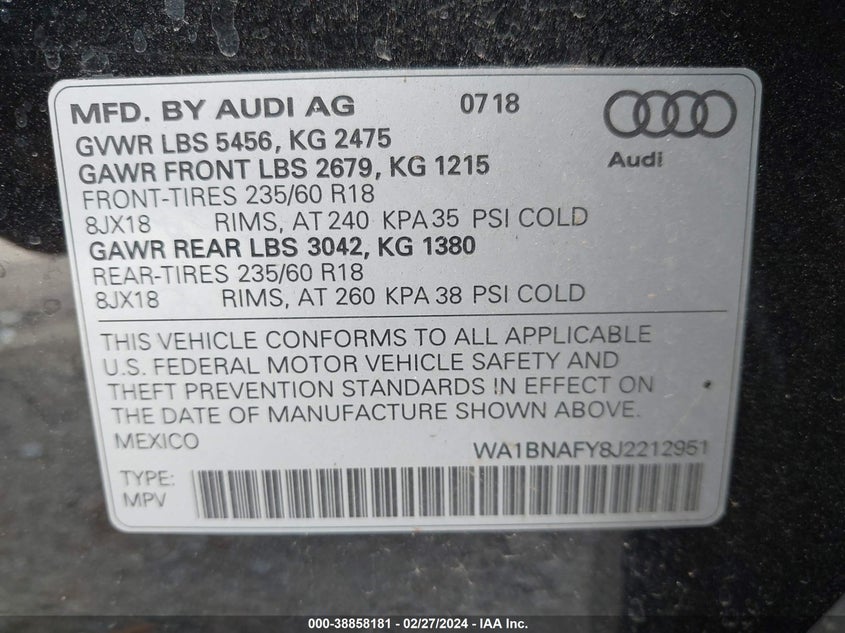 MFD. BY AUDI AG 0718
GVWR LBS 5456, KG 2475
GAWR FRONT LBS 2679, KG 1215
Audi
FRONT-TIRES 235/60 R18
8JX18 RIMS, AT 240 KPA 35 PSI COLD
GAWR REAR LBS 3042, KG 1380
REAR-TIRES 235/60 R18
8JX18 RIMS, AT 260 KPA 38 PSI COLD
THIS VEHICLE CONFORMS TO ALL APPLICABLE
U.S. FEDERAL MOTOR VEHICLE SAFETY AND
THEFT PREVENTION STANDARDS IN EFFECT ON
THE DATE OF MANUFACTURE SHOWN ABOVE.
MEXICO WA1BNAFY8J2212951
TYPE:
MPV
000-38858181 - 02/27/2024 - WA Inc.